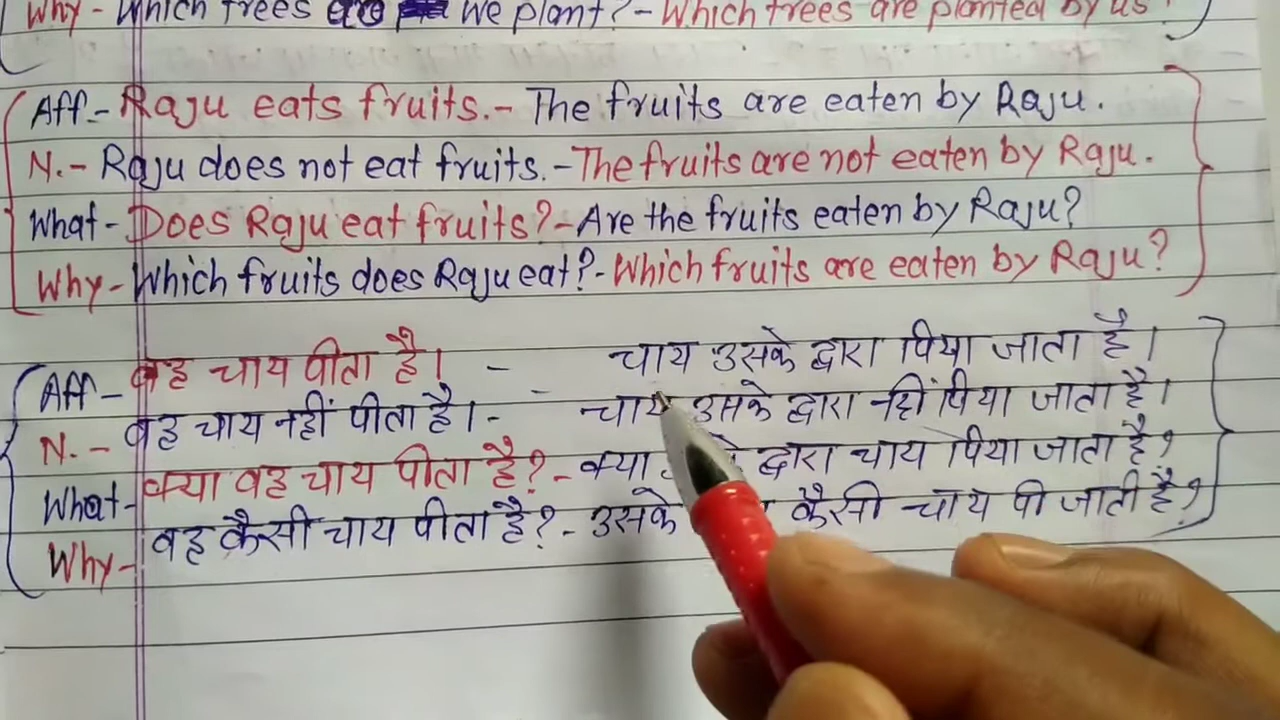 Why - Which trees are we plant? - Which trees are planted by us?
Aff. - Raju eats fruits. - The fruits are eaten by Raju.
N. - Raju does not eat fruits. - The fruits are not eaten by Raju.
What - Does Raju eat fruits? - Are the fruits eaten by Raju?
Why - Which fruits does Raju eat? - Which fruits are eaten by Raju?
Aff - वह चाय पीता है। - चाय उसके द्वारा पिया जाता है।
N. - वह चाय नहीं पीता है। - चाय उसके द्वारा नहीं पिया जाता है।
What - क्या वह चाय पीता है? - क्या द्वारा चाय पिया जाता है?
Why - वह कैसी चाय पीता है? - उसके कैसी चाय पी जाती है?